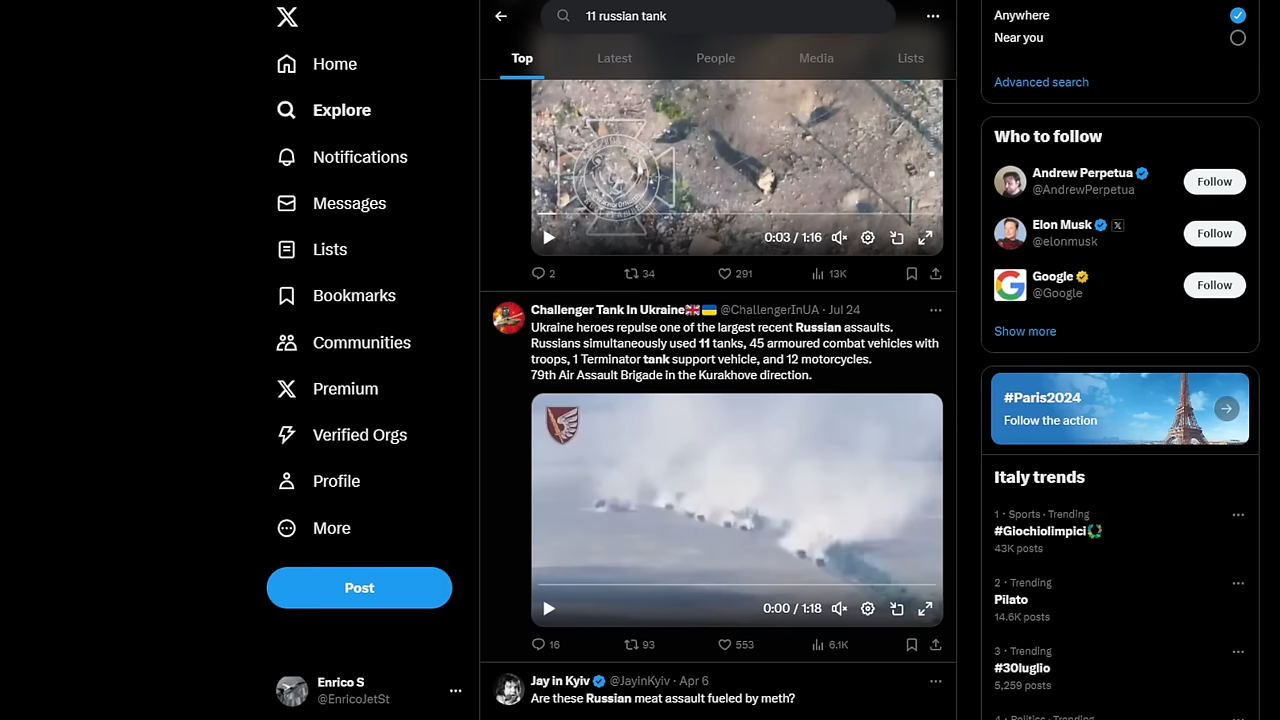 Home
Explore
Notifications
Messages
Lists
Bookmarks
Communities
Premium
Verified Orgs
Profile
More
Post
Enrico S
@EnricoJetSt
11 russian tank
Top
Latest
People
Media
Lists
0:03 / 1:16
2
34
291
13K
Challenger Tank In Ukraine🇬🇧🇺🇦 @ChallengerInUA · Jul 24
Ukraine heroes repulse one of the largest recent Russian assaults.
Russians simultaneously used 11 tanks, 45 armoured combat vehicles with
troops, 1 Terminator tank support vehicle, and 12 motorcycles.
79th Air Assault Brigade in the Kurakhove direction.
0:00 / 1:18
16
93
553
6.1K
Jay in Kyiv @JayinKyiv · Apr 6
Are these Russian meat assault fueled by meth?
Anywhere
Near you
Advanced search
Who to follow
Andrew Perpetua
@AndrewPerpetua
Follow
Elon Musk
@elonmusk
Follow
Google
@Google
Follow
Show more
#Paris2024
Follow the action
Italy trends
1 · Sports · Trending
#Giochiolimpici
43K posts
2 · Trending
Pilato
14.6K posts
3 · Trending
#30luglio
5,259 posts